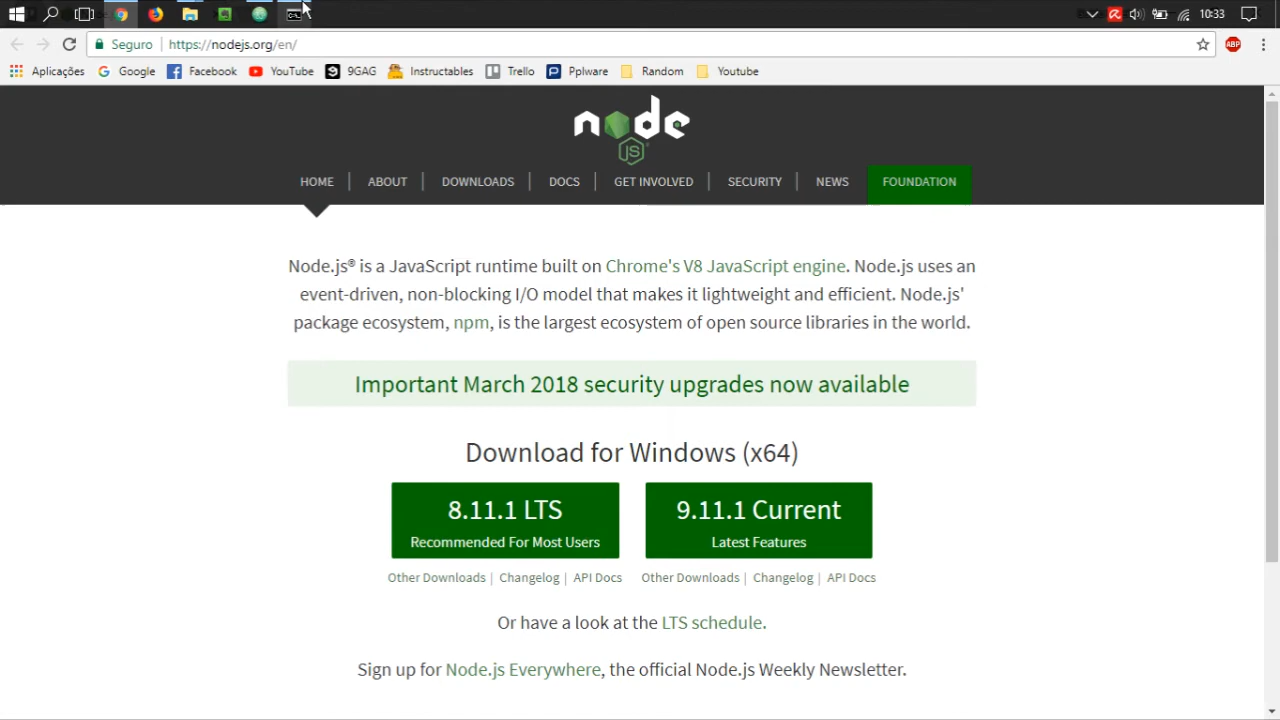 10:33
Seguro https://nodejs.org/en/
ABP
Aplicações Google Facebook YouTube 9GAG Instructables Trello Pplware Random Youtube
node
JS
HOME ABOUT DOWNLOADS DOCS GET INVOLVED SECURITY NEWS FOUNDATION
Node.js® is a JavaScript runtime built on Chrome's V8 JavaScript engine. Node.js uses an
event-driven, non-blocking I/O model that makes it lightweight and efficient. Node.js'
package ecosystem, npm, is the largest ecosystem of open source libraries in the world.
Important March 2018 security upgrades now available
Download for Windows (x64)
8.11.1 LTS
Recommended For Most Users
9.11.1 Current
Latest Features
Other Downloads | Changelog | API Docs
Other Downloads | Changelog | API Docs
Or have a look at the LTS schedule.
Sign up for Node.js Everywhere, the official Node.js Weekly Newsletter.